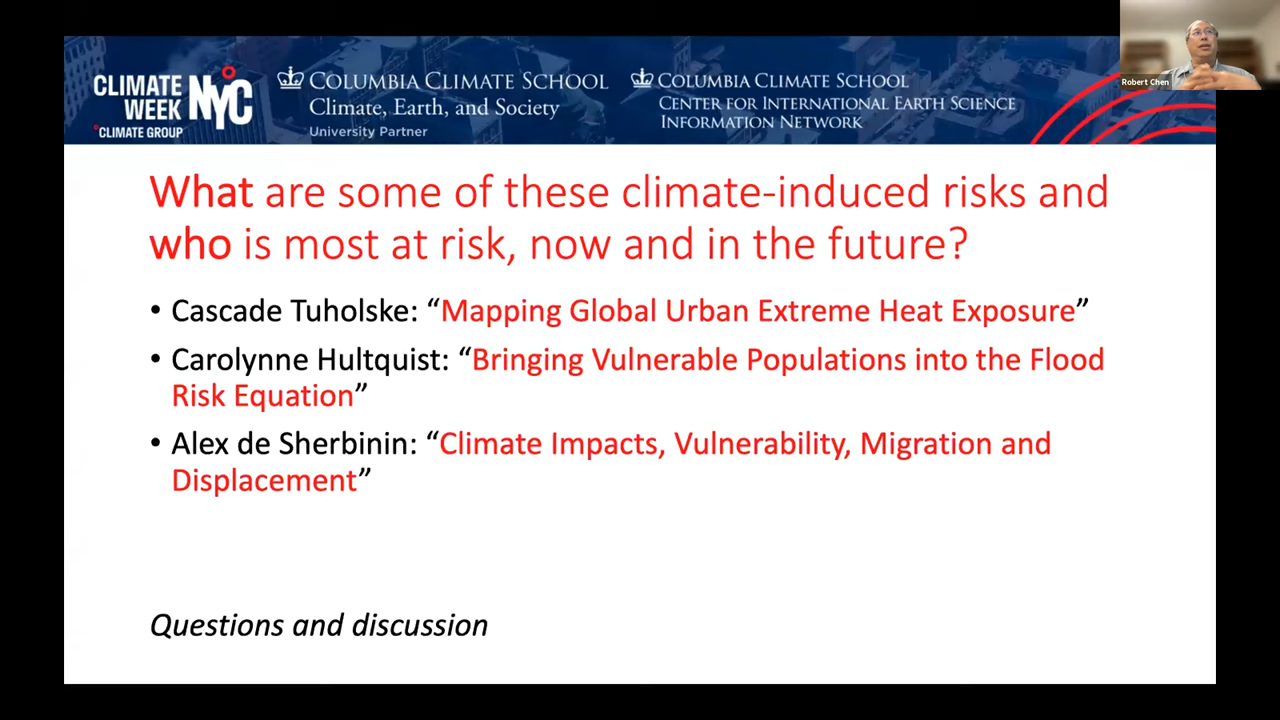 CLIMATE
WEEK NYC
°CLIMATE GROUP
COLUMBIA CLIMATE SCHOOL
Climate, Earth, and Society
University Partner
COLUMBIA CLIMATE SCHOOL
CENTER FOR INTERNATIONAL EARTH SCIENCE
INFORMATION NETWORK
Robert Chen
What are some of these climate-induced risks and
who is most at risk, now and in the future?
• Cascade Tuholske: “Mapping Global Urban Extreme Heat Exposure”
• Carolynne Hultquist: “Bringing Vulnerable Populations into the Flood
Risk Equation”
• Alex de Sherbinin: “Climate Impacts, Vulnerability, Migration and
Displacement”
Questions and discussion